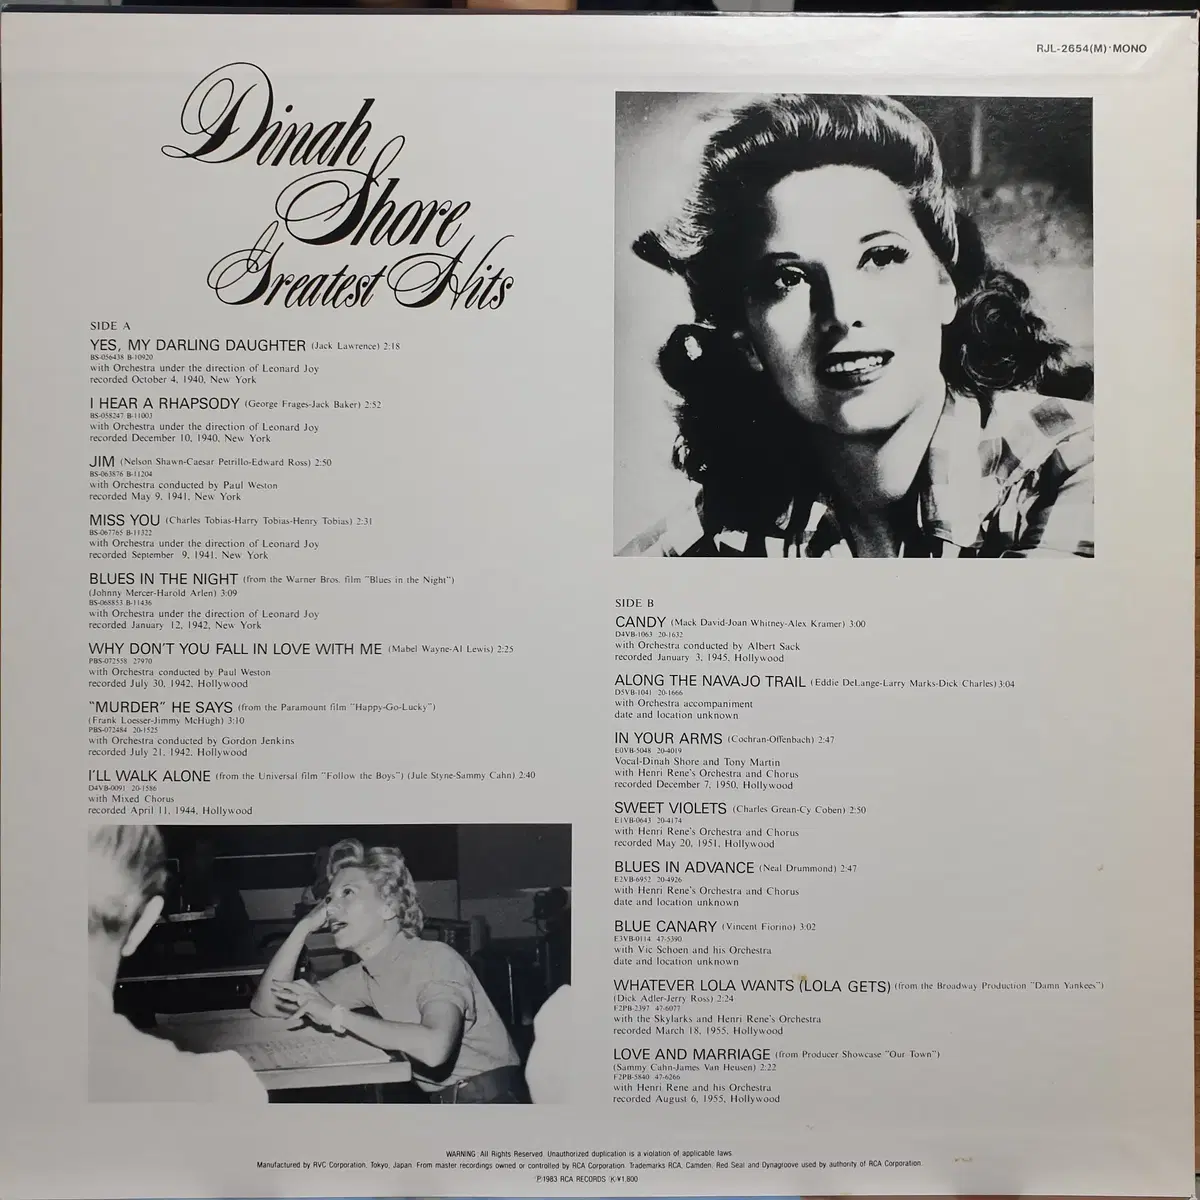 RJL-2654(M)·MONO
Dinah
Shore
Greatest Hits
SIDE A
YES, MY DARLING DAUGHTER (Jack Lawrence) 2:18
BS-056438 B-10920
with Orchestra under the direction of Leonard Joy
recorded October 4, 1940, New York
I HEAR A RHAPSODY (George Frages-Jack Baker) 2:52
BS-058247 B-11003
with Orchestra under the direction of Leonard Joy
recorded December 10, 1940, New York
JIM (Nelson Shawn-Caesar Petrillo-Edward Ross) 2:50
BS-063876 B-11204
with Orchestra conducted by Paul Weston
recorded May 9, 1941, New York
MISS YOU (Charles Tobias-Harry Tobias-Henry Tobias) 2:31
BS-067765 B-11322
with Orchestra under the direction of Leonard Joy
recorded September 9, 1941, New York
BLUES IN THE NIGHT (from the Warner Bros. film "Blues in the Night")
(Johnny Mercer-Harold Arlen) 3:09
BS-068853 B-11436
with Orchestra under the direction of Leonard Joy
recorded January 12, 1942, New York
WHY DON'T YOU FALL IN LOVE WITH ME (Mabel Wayne-Al Lewis) 2:25
PBS-072558 27970
with Orchestra conducted by Paul Weston
recorded July 30, 1942, Hollywood
"MURDER" HE SAYS (from the Paramount film "Happy-Go-Lucky")
(Frank Loesser-Jimmy McHugh) 3:10
PBS-072484 20-1525
with Orchestra conducted by Gordon Jenkins
recorded July 21, 1942, Hollywood
I'LL WALK ALONE (from the Universal film "Follow the Boys") (Jule Styne-Sammy Cahn) 2:40
D4VB-0091 20-1586
with Mixed Chorus
recorded April 11, 1944, Hollywood
SIDE B
CANDY (Mack David-Joan Whitney-Alex Kramer) 3:00
D4VB-1063 20-1632
with Orchestra conducted by Albert Sack
recorded January 3, 1945, Hollywood
ALONG THE NAVAJO TRAIL (Eddie DeLange-Larry Marks-Dick Charles) 3:04
D5VB-1041 20-1666
with Orchestra accompaniment
date and location unknown
IN YOUR ARMS (Cochran-Offenbach) 2:47
E0VB-5048 20-4019
Vocal-Dinah Shore and Tony Martin
with Henri Rene's Orchestra and Chorus
recorded December 7, 1950, Hollywood
SWEET VIOLETS (Charles Grean-Cy Coben) 2:50
E1VB-0643 20-4174
with Henri Rene's Orchestra and Chorus
recorded May 20, 1951, Hollywood
BLUES IN ADVANCE (Neal Drummond) 2:47
E2VB-6952 20-4926
with Henri Rene's Orchestra and Chorus
date and location unknown
BLUE CANARY (Vincent Fiorino) 3:02
E3VB-0114 47-5390
with Vic Schoen and his Orchestra
date and location unknown
WHATEVER LOLA WANTS (LOLA GETS) (from the Broadway Production "Damn Yankees")
(Dick Adler-Jerry Ross) 2:24
F2PB-2397 47-6077
with the Skylarks and Henri Rene's Orchestra
recorded March 18, 1955, Hollywood
LOVE AND MARRIAGE (from Producer Showcase "Our Town")
(Sammy Cahn-James Van Heusen) 2:22
F2PB-5840 47-6266
with Henri Rene and his Orchestra
recorded August 6, 1955, Hollywood
WARNING: All Rights Reserved. Unauthorized duplication is a violation of applicable laws.
Manufactured by RVC Corporation, Tokyo, Japan. From master recordings owned or controlled by RCA Corporation. Trademarks RCA, Camden, Red Seal and Dynagroove used by authority of RCA Corporation.
Ⓟ1983 RCA RECORDS Ⓚ¥1,800